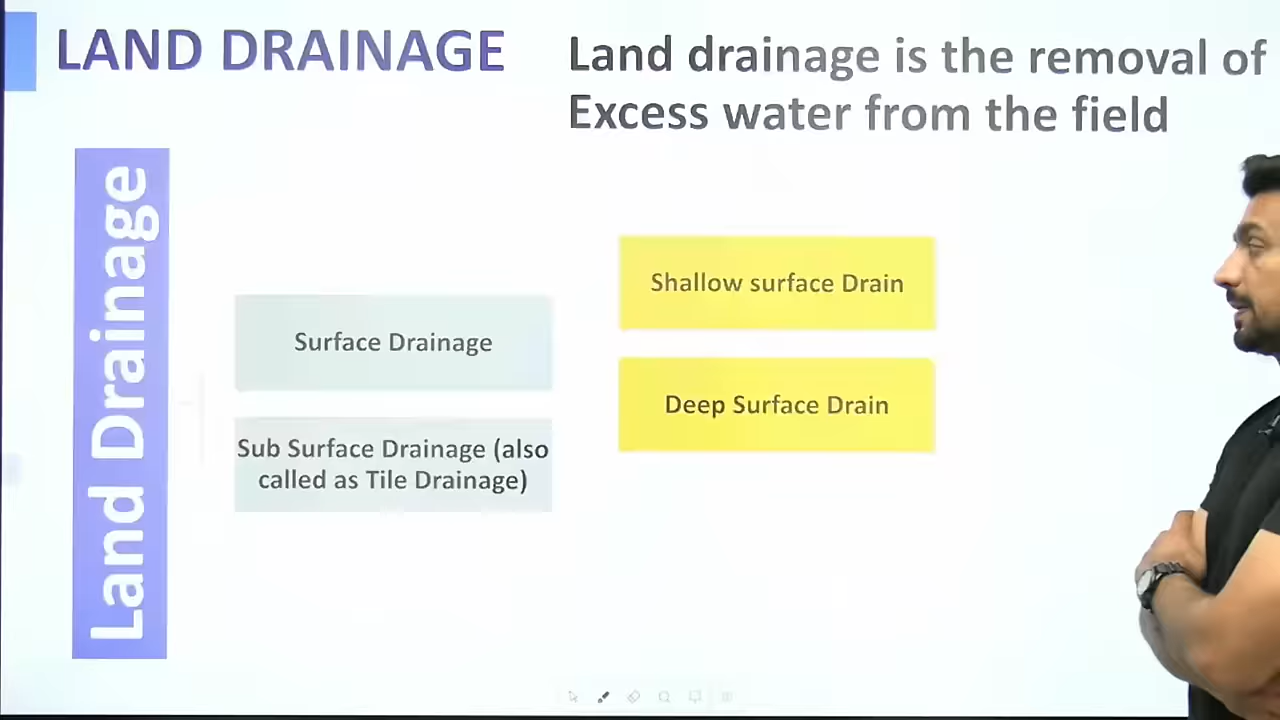 LAND DRAINAGE
Land drainage is the removal of
Excess water from the field
Land Drainage
Surface Drainage
Sub Surface Drainage (also
called as Tile Drainage)
Shallow surface Drain
Deep Surface Drain